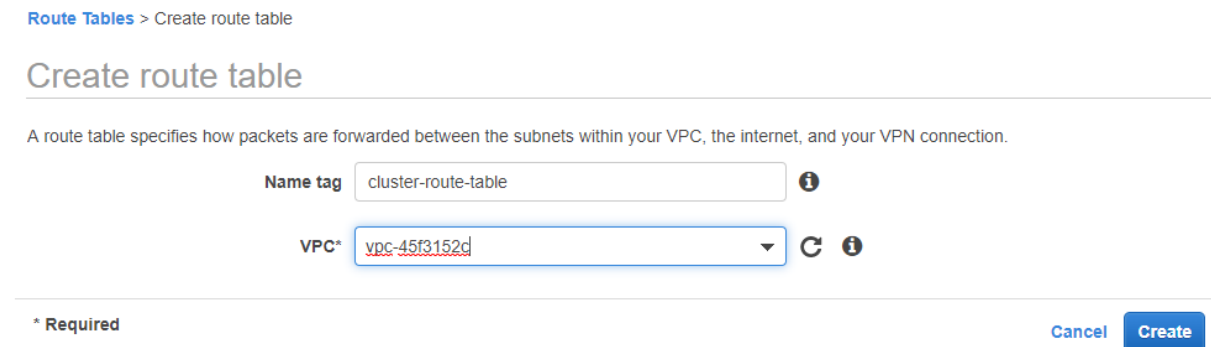 Route Tables > Create route table
Create route table
A route table specifies how packets are forwarded between the subnets within your VPC, the internet, and your VPN connection.
Name tag cluster-route-table
VPC* vpc-45f3152c
* Required Cancel Create